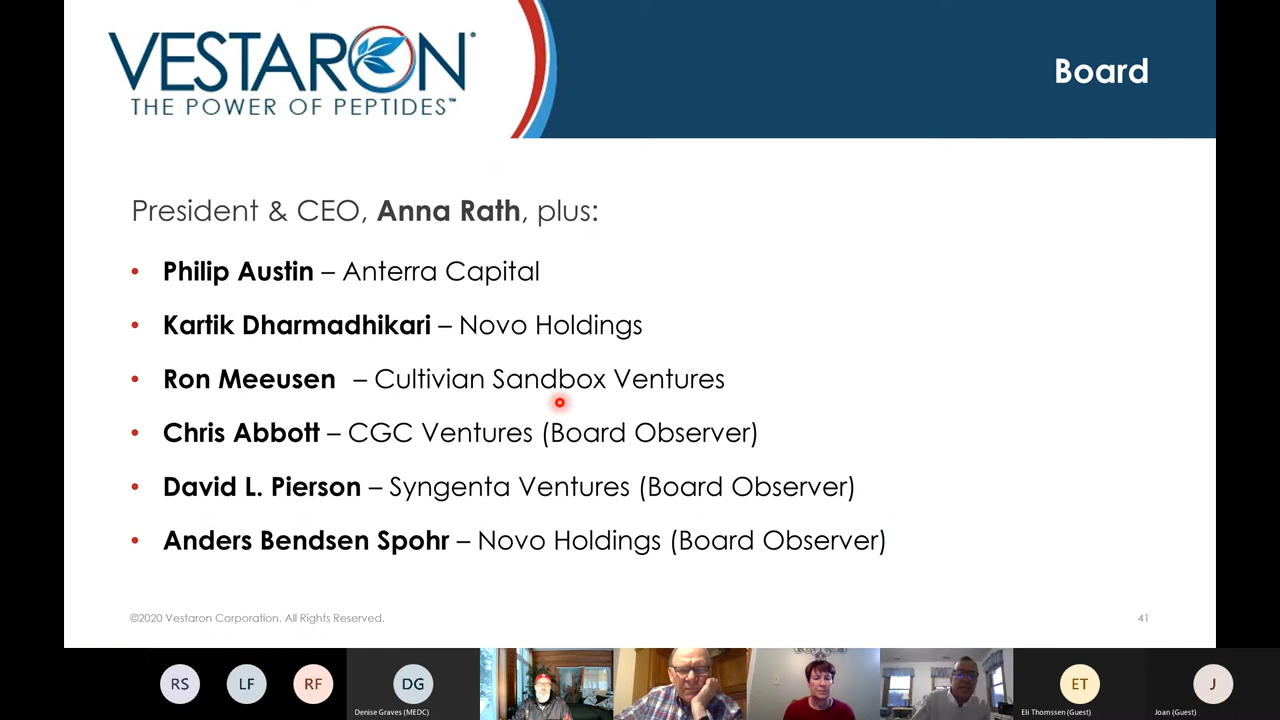 VESTARON
THE POWER OF PEPTIDES™
Board
President & CEO, Anna Rath, plus:
• Philip Austin – Anterra Capital
• Kartik Dharmadhikari – Novo Holdings
• Ron Meeusen – Cultivian Sandbox Ventures
• Chris Abbott – CGC Ventures (Board Observer)
• David L. Pierson – Syngenta Ventures (Board Observer)
• Anders Bendsen Spohr – Novo Holdings (Board Observer)
©2020 Vestaron Corporation. All Rights Reserved.
41
RS
LF
RF
DG
ET
J
Denise Graves (MEDC)
Eli Thomssen (Guest)
Joan (Guest)